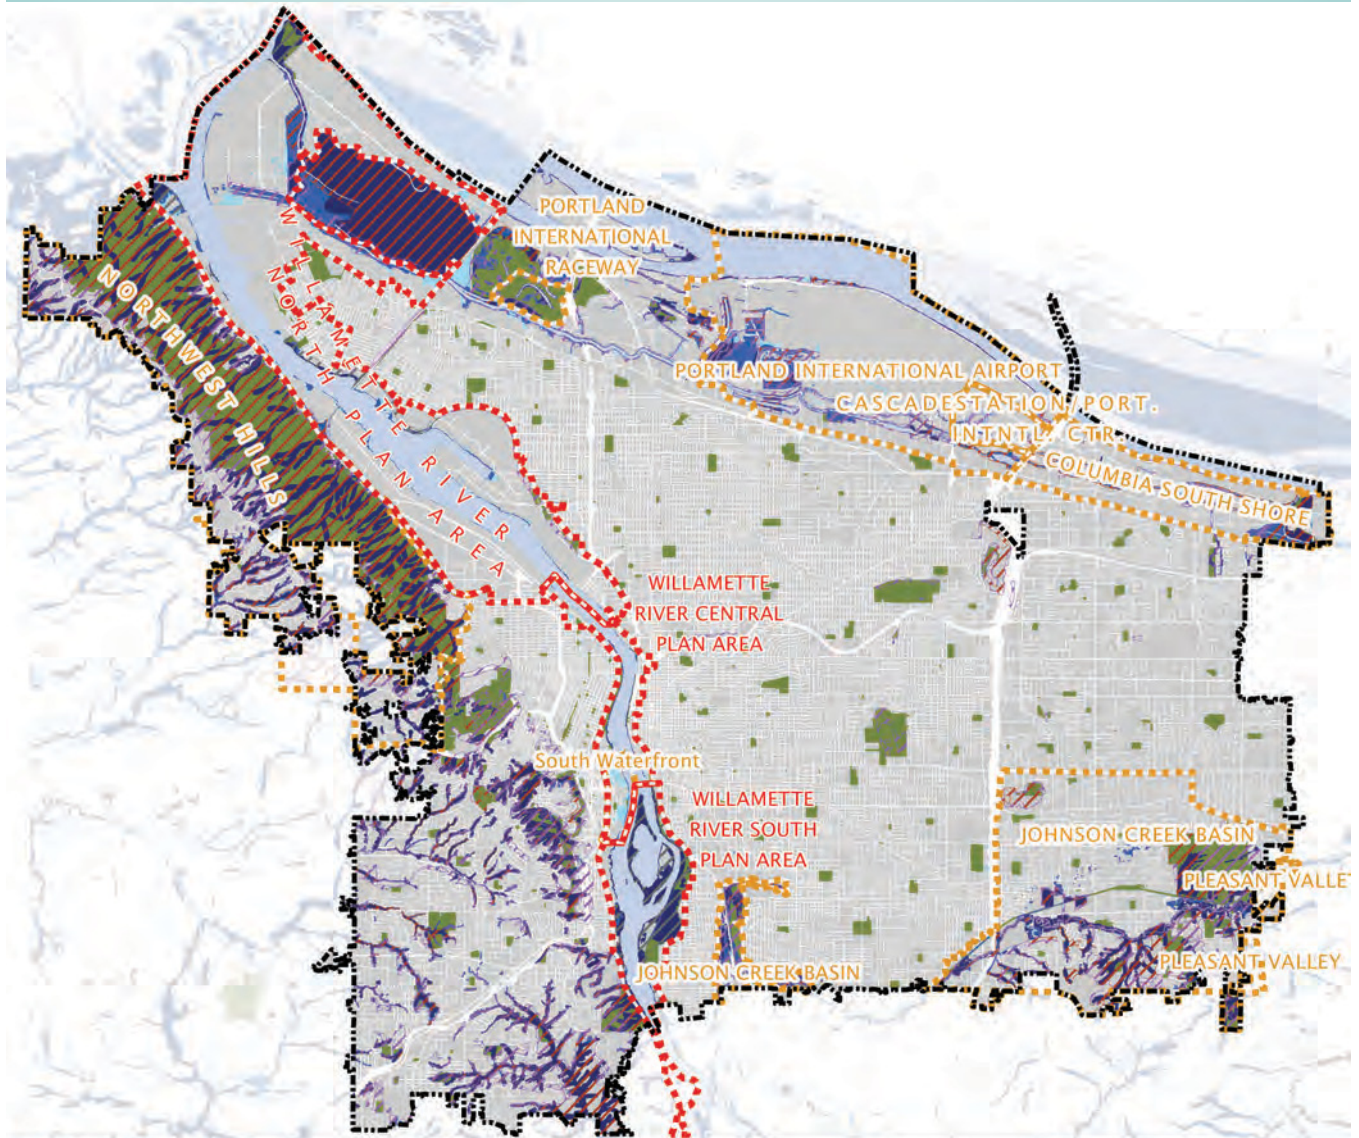 PORTLAND
INTERNATIONAL
RACEWAY
WILLAMETTE RIVER
NORTH PLAN AREA
NORTHWEST HILLS
PORTLAND INTERNATIONAL AIRPORT
CASCADESTATION/PORT.
INTNTL. CTR.
COLUMBIA SOUTH SHORE
WILLAMETTE
RIVER CENTRAL
PLAN AREA
South Waterfront
WILLAMETTE
RIVER SOUTH
PLAN AREA
JOHNSON CREEK BASIN
PLEASANT VALLEY
PLEASANT VALLEY
JOHNSON CREEK BASIN